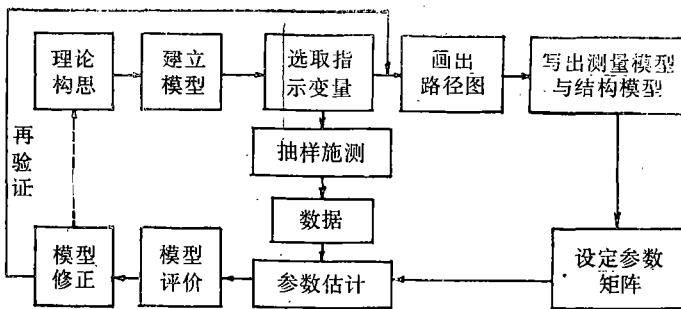 理论
构思
建立
模型
选取指
示变量
画出
路径图
写出测量模型
与结构模型
抽样施测
再验证
数据
模型
修正
模型
评价
参数估计
设定参数
矩阵